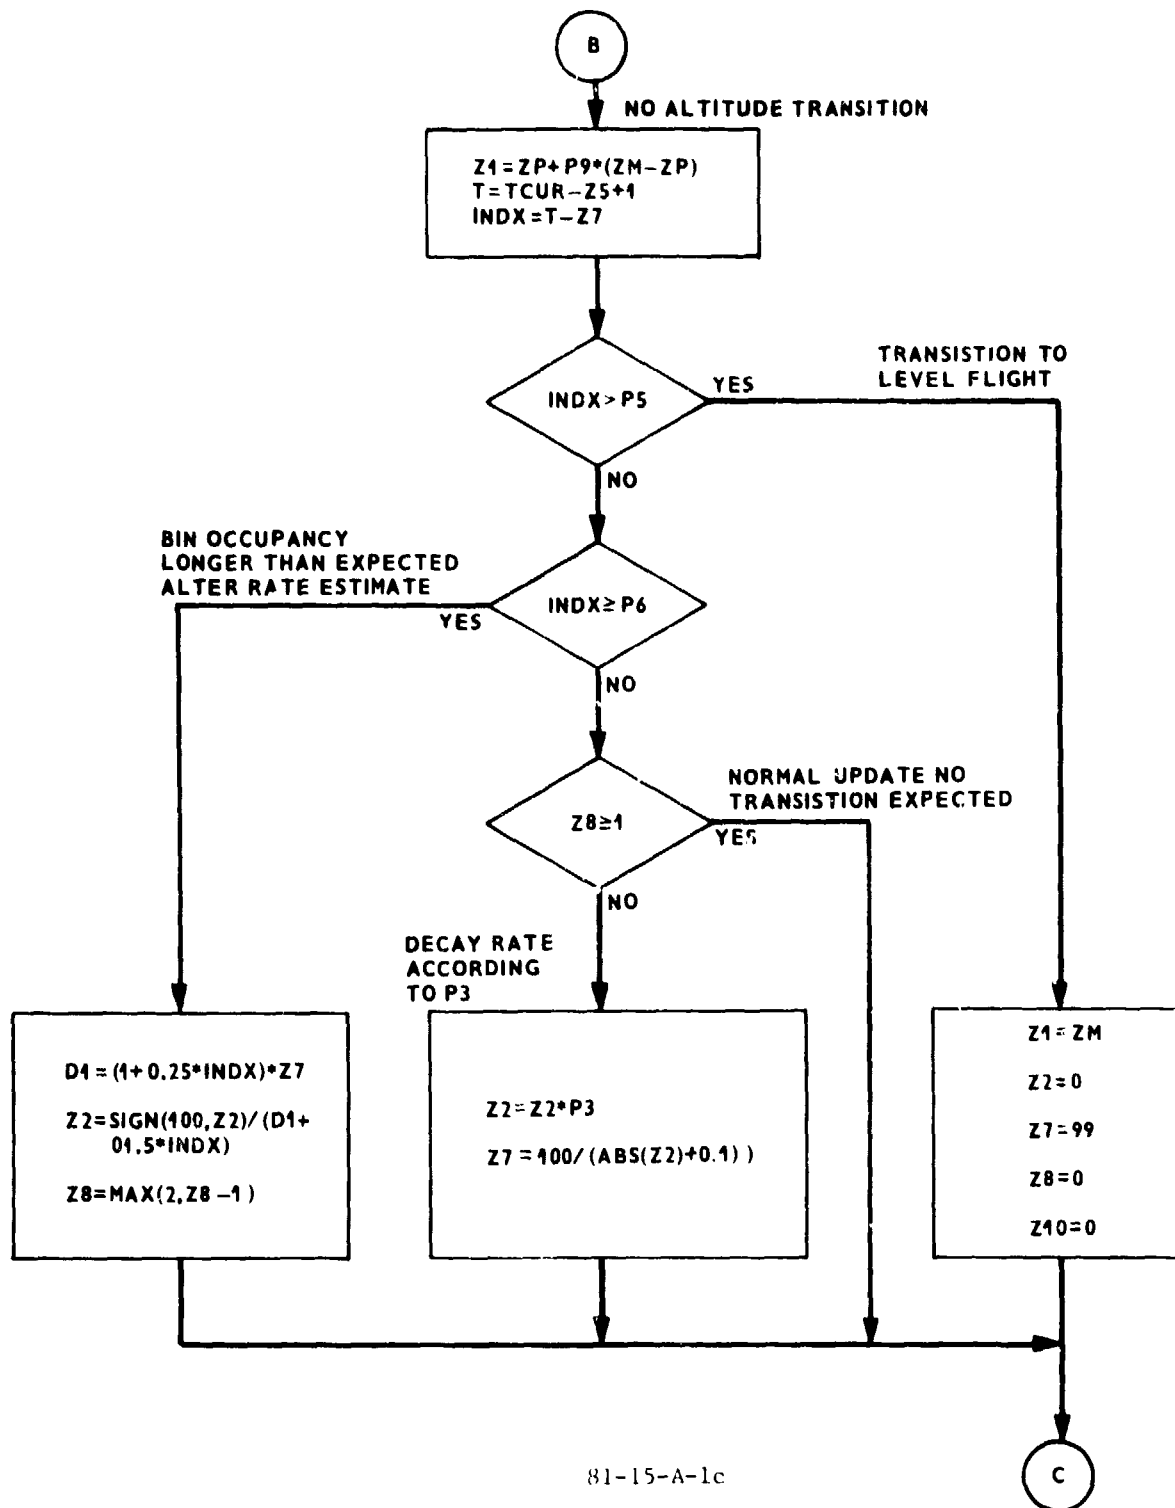 B
NO ALTITUDE TRANSITION
Z1=ZP+P9*(ZM-ZP)
T=TCUR-Z5+1
INDX=T-Z7
INDX>P5
YES
TRANSISTION TO
LEVEL FLIGHT
NO
BIN OCCUPANCY
LONGER THAN EXPECTED
ALTER RATE ESTIMATE
YES
INDX≥P6
NO
NORMAL UPDATE NO
TRANSISTION EXPECTED
Z8≥1
YES
NO
DECAY RATE
ACCORDING
TO P3
D1=(1+0.25*INDX)*Z7
Z2=SIGN(100,Z2)/(D1+
01.5*INDX)
Z8=MAX(2,Z8-1)
Z2=Z2*P3
Z7=100/(ABS(Z2)+0.1))
Z1=ZM
Z2=0
Z7=99
Z8=0
Z10=0
81-15-A-1c
C